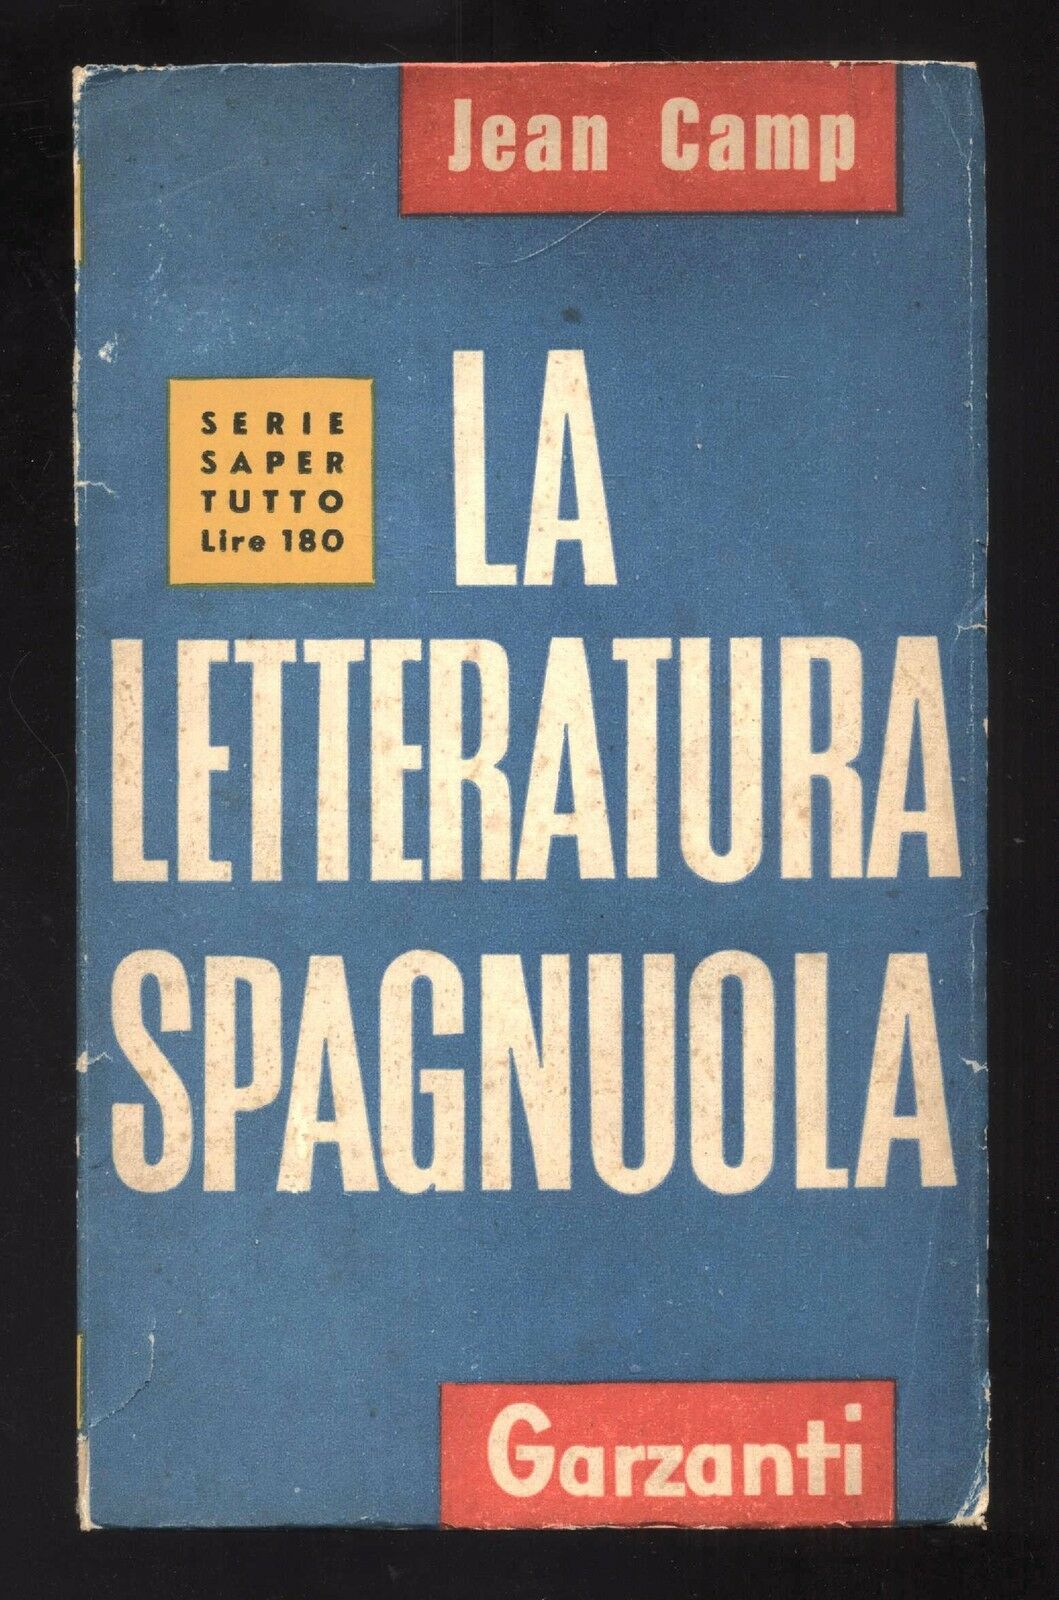 Jean Camp
SERIE
SAPER
TUTTO
Lire 180
LA
LETTERATURA
SPAGNUOLA
Garzanti